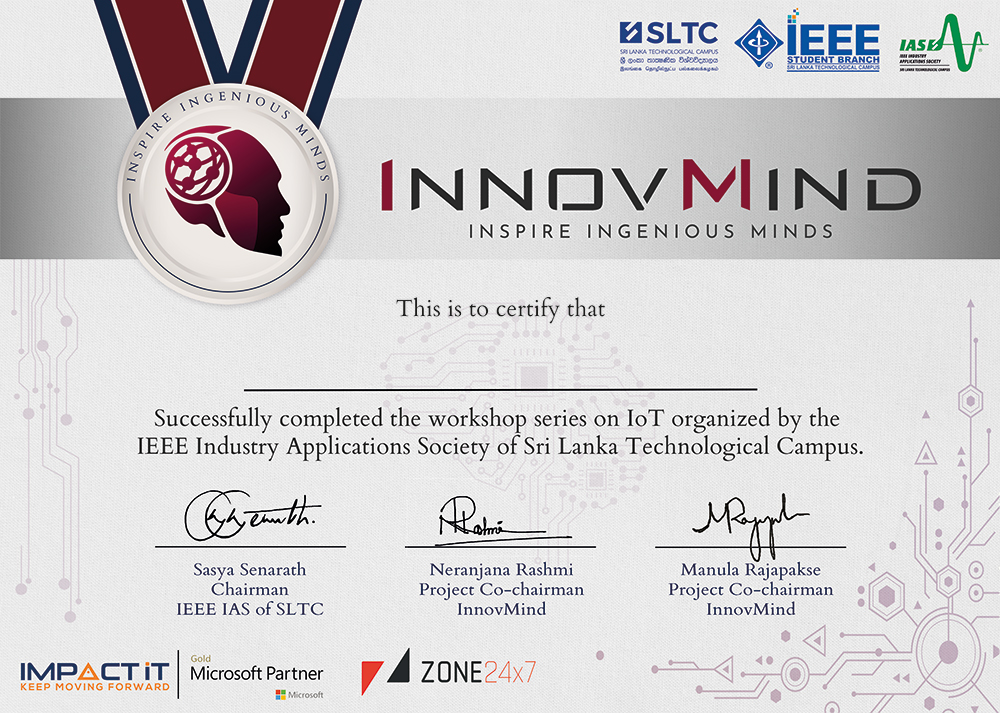 SLTC
SRI LANKA TECHNOLOGICAL CAMPUS
ශ්‍රී ලංකා තාක්ෂණික විශ්වවිද්‍යාලය
இலங்கை தொழில்நுட்ப பல்கலைக்கழகம்
IEEE
STUDENT BRANCH
SRI LANKA TECHNOLOGICAL CAMPUS
®
IAS
IEEE INDUSTRY
APPLICATIONS SOCIETY
SRI LANKA TECHNOLOGICAL CAMPUS
®
INSPIRE INGENIOUS MINDS
INNOVMIND
INSPIRE INGENIOUS MINDS
This is to certify that
Successfully completed the workshop series on IoT organized by the
IEEE Industry Applications Society of Sri Lanka Technological Campus.
Sasya Senarath
Chairman
IEEE IAS of SLTC
Neranjana Rashmi
Project Co-chairman
InnovMind
Manula Rajapakse
Project Co-chairman
InnovMind
IMPACT iT
KEEP MOVING FORWARD
Gold
Microsoft Partner
Microsoft
ZONE24x7